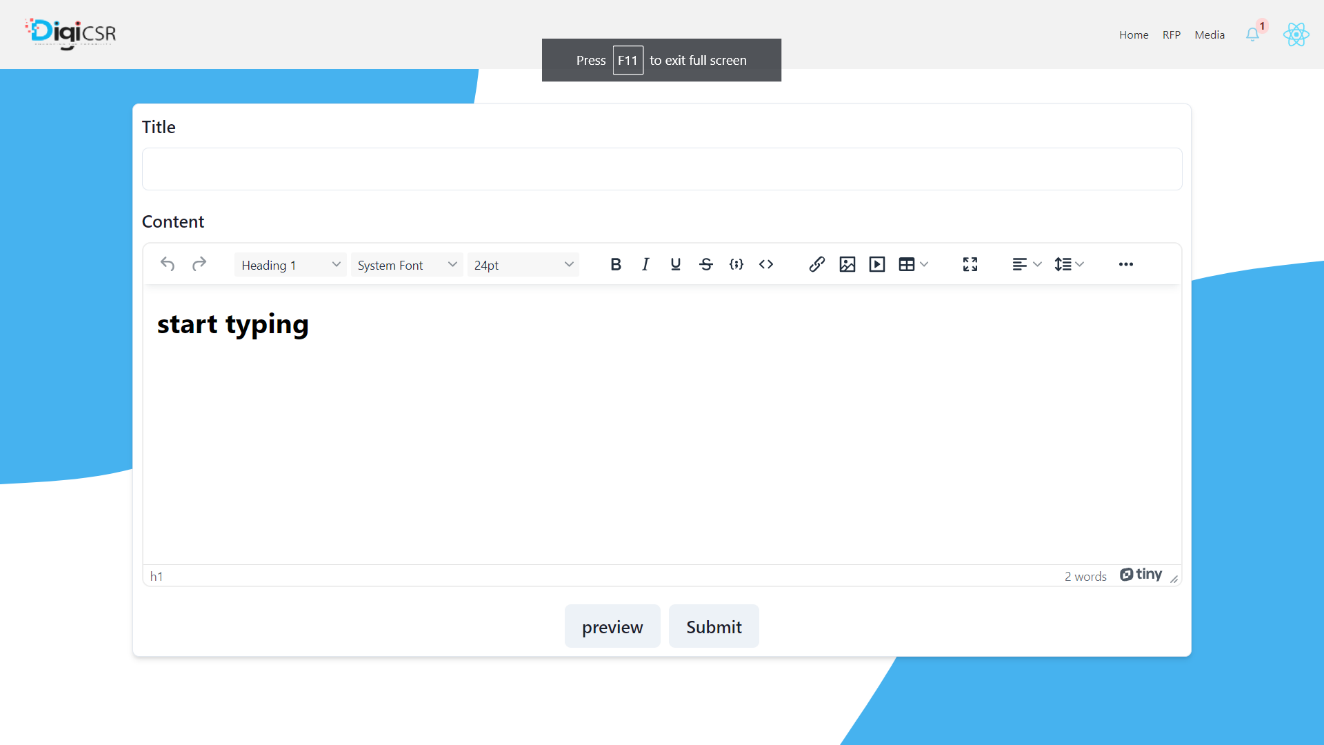 DigiCSR
Home RFP Media 1
Press F11 to exit full screen
Title
Content
Heading 1 System Font 24pt B I U S
start typing
h1 2 words tiny
preview Submit